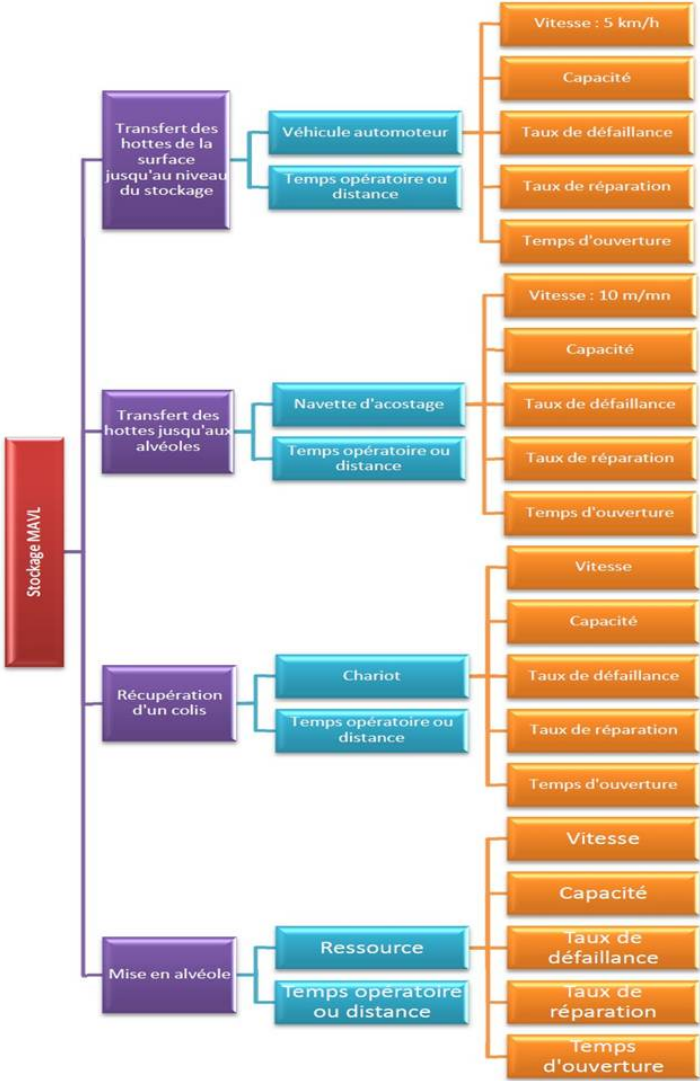 Stockage MAVL
Transfert des
hottes de la
surface
jusqu'au niveau
du stockage
Véhicule automoteur
Vitesse : 5 km/h
Capacité
Taux de défaillance
Taux de réparation
Temps d'ouverture
Temps opératoire ou
distance
Transfert des
hottes jusqu'aux
alvéoles
Navette d'acostage
Vitesse : 10 m/mn
Capacité
Taux de défaillance
Taux de réparation
Temps d'ouverture
Temps opératoire ou
distance
Récupération
d'un colis
Chariot
Vitesse
Capacité
Taux de défaillance
Taux de réparation
Temps d'ouverture
Temps opératoire ou
distance
Mise en alvéole
Ressource
Vitesse
Capacité
Taux de
défaillance
Taux de
réparation
Temps
d'ouverture
Temps opératoire
ou distance